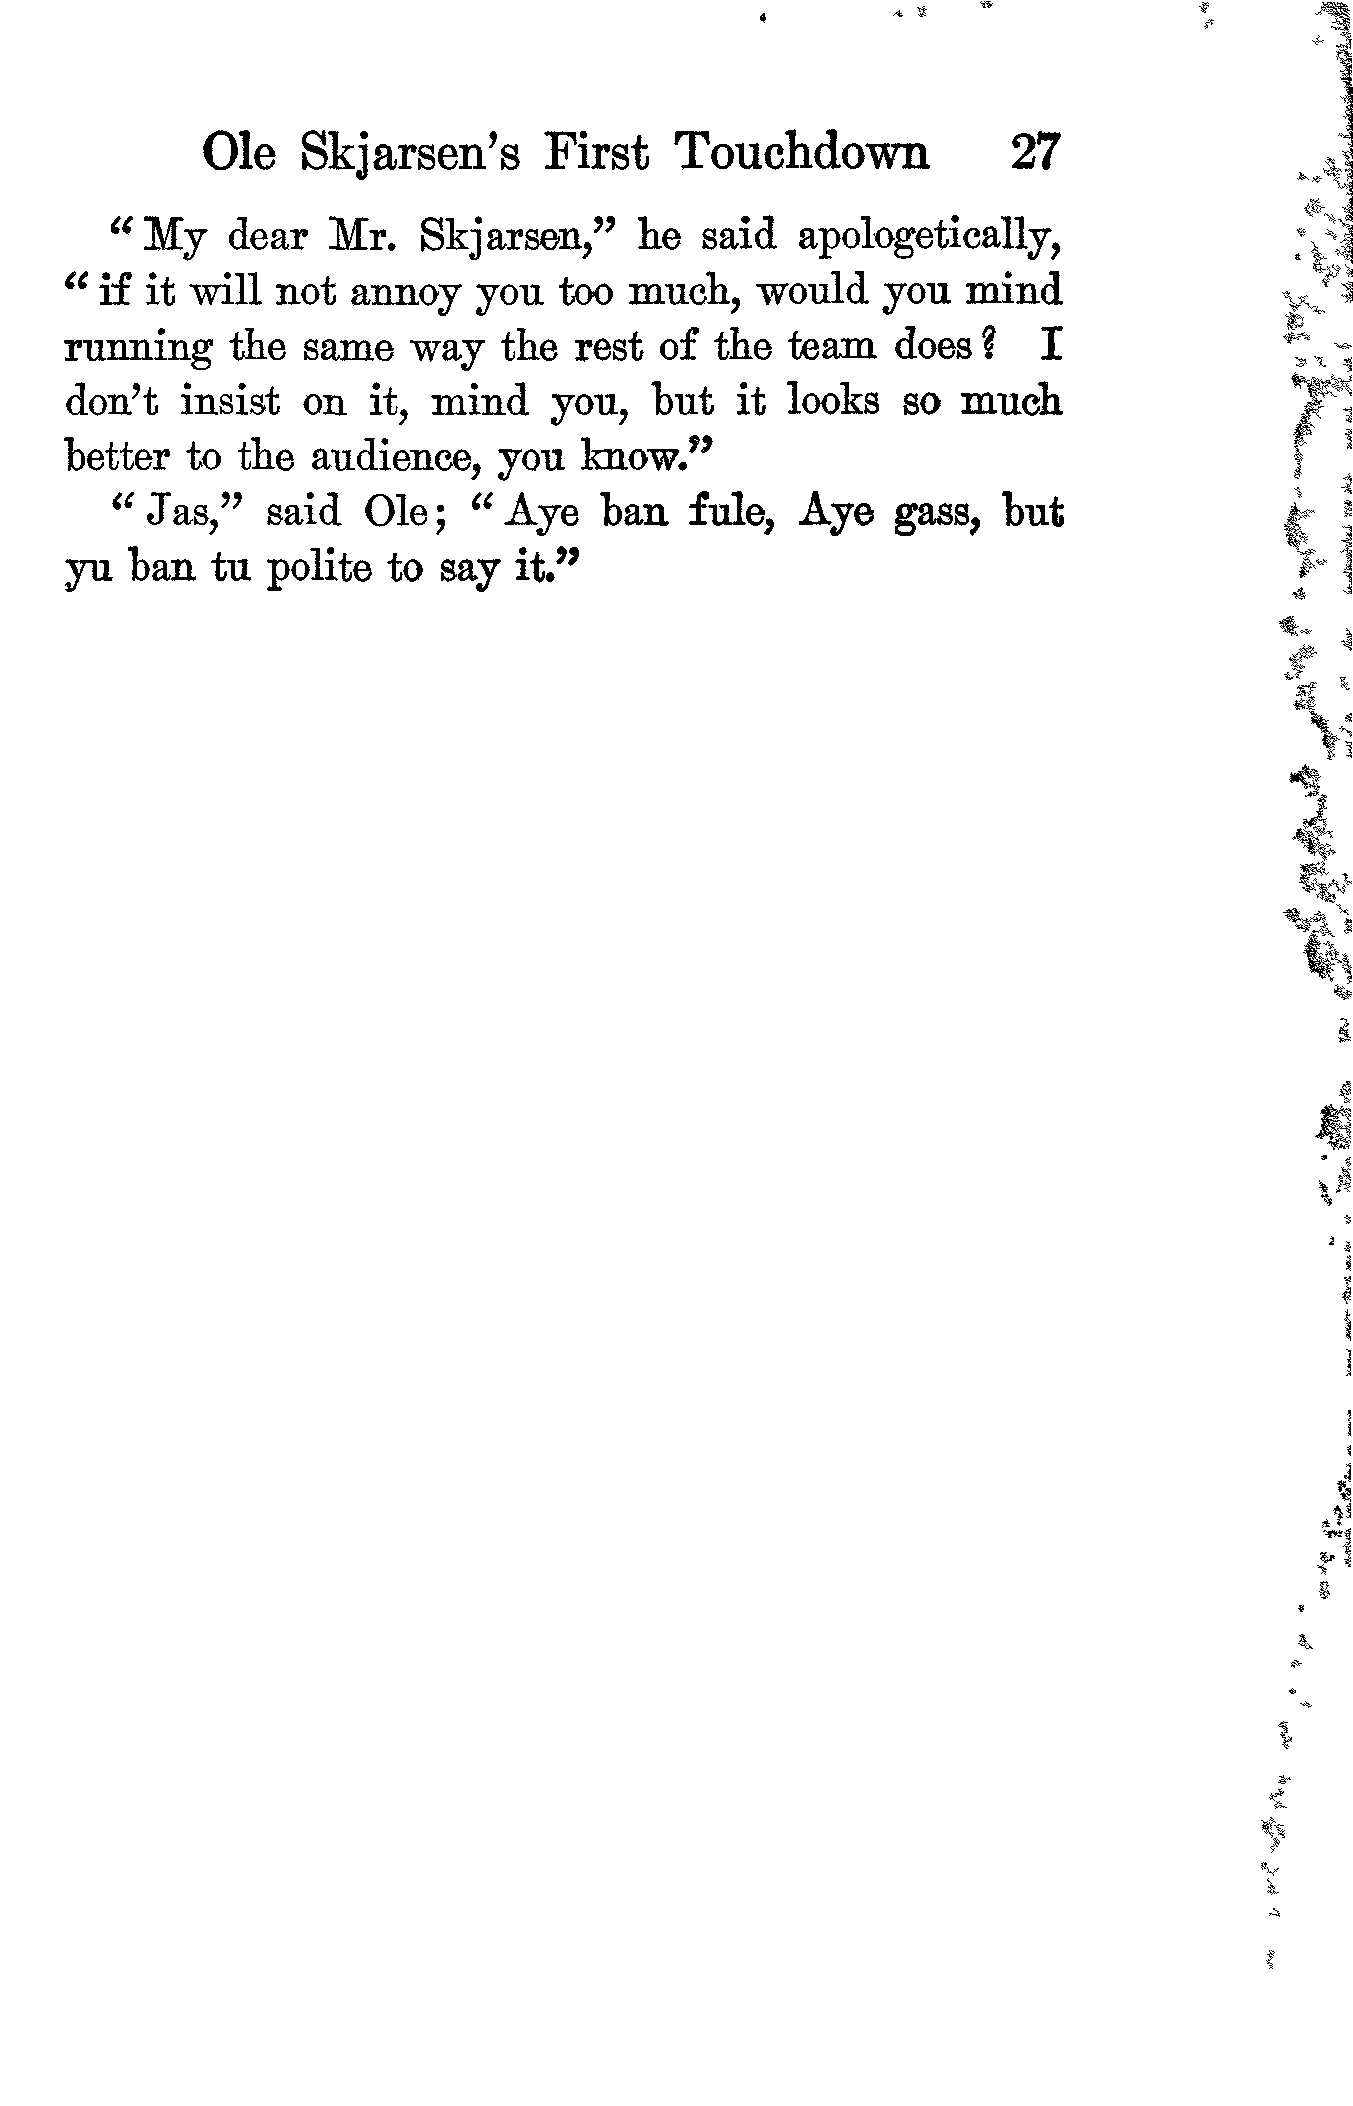 Ole Skjarsen's First Touchdown 27
“My dear Mr. Skjarsen,” he said apologetically,
“if it will not annoy you too much, would you mind
running the same way the rest of the team does? I
don't insist on it, mind you, but it looks so much
better to the audience, you know.”
“Jas,” said Ole; “Aye ban fule, Aye gass, but
yu ban tu polite to say it.”